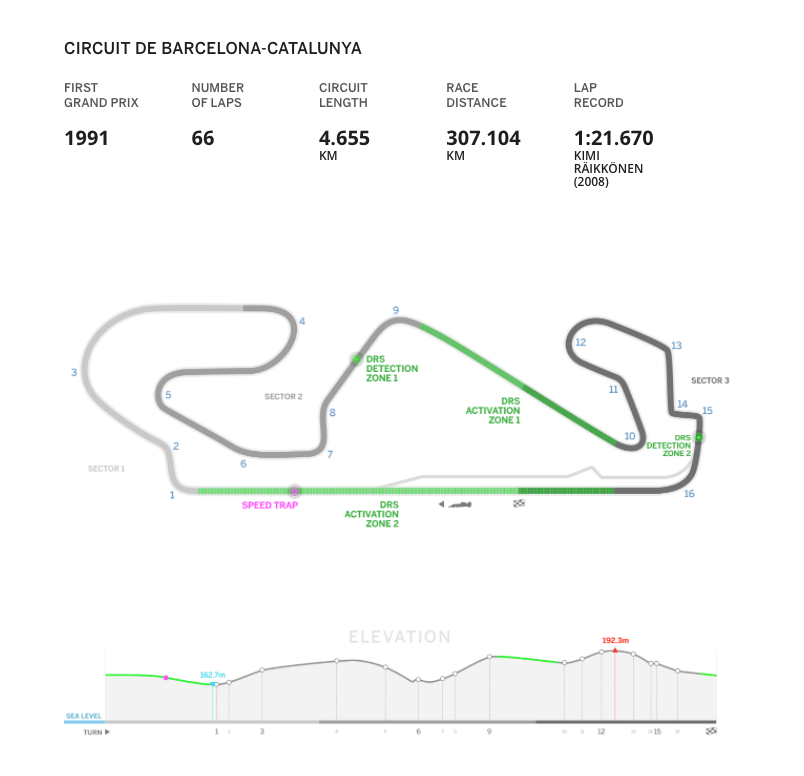 CIRCUIT DE BARCELONA-CATALUNYA
FIRST
GRAND PRIX
1991
NUMBER
OF LAPS
66
CIRCUIT
LENGTH
4.655
KM
RACE
DISTANCE
307.104
KM
LAP
RECORD
1:21.670
KIMI
RÄIKKÖNEN
(2008)
9
4
12
13
3
DRS
DETECTION
ZONE 1
SECTOR 3
5
SECTOR 2
11
DRS
ACTIVATION
ZONE 1
8
14
15
10
2
7
6
DRS
DETECTION
ZONE 2
SECTOR 1
1
16
SPEED TRAP
DRS
ACTIVATION
ZONE 2
ELEVATION
192.3m
162.7m
SEA LEVEL
TURN
1
3
6
9
12
15